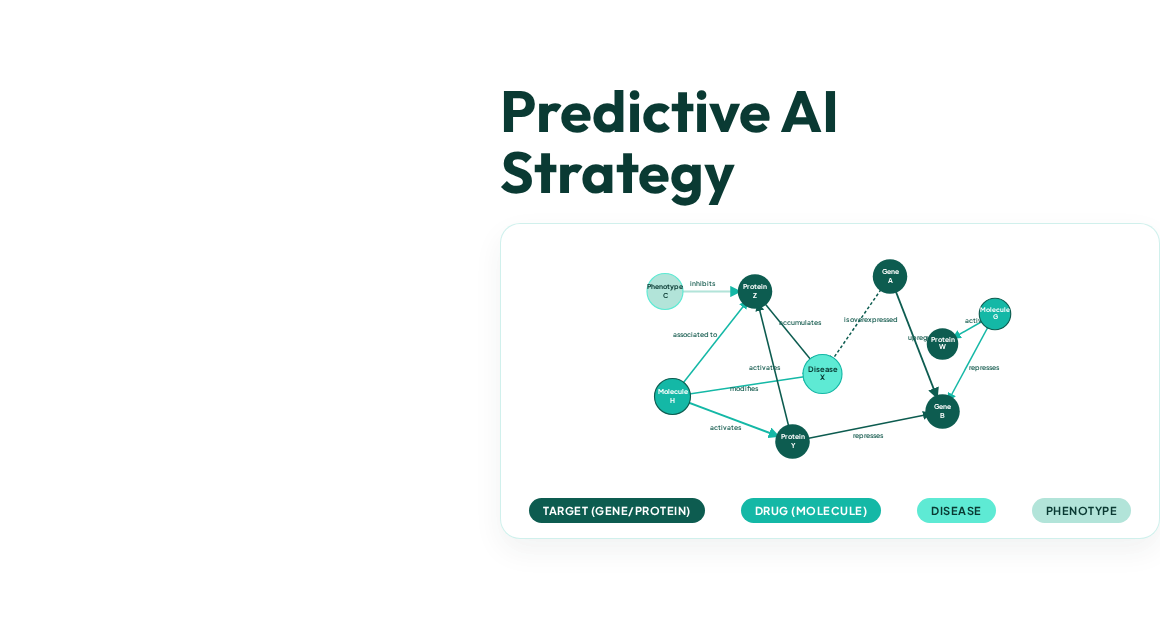 Predictive AI
Strategy
Phenotype
C
inhibits
Protein
Z
Gene
A
Molecule
G
associated to
accumulates
is overexpressed
Protein
W
activates
Disease
X
represses
modifies
Molecule
H
Gene
B
activates
represses
Protein
Y
TARGET (GENE/PROTEIN)
DRUG (MOLECULE)
DISEASE
PHENOTYPE